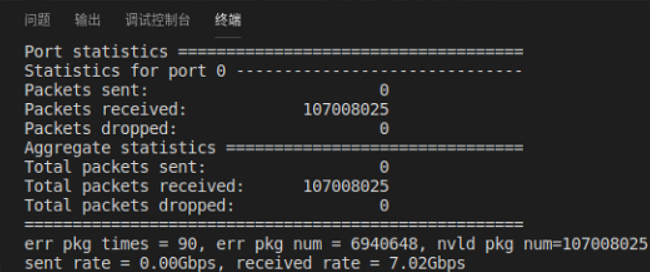 问题 输出 调试控制台 终端
Port statistics ====================================
Statistics for port 0 ------------------------------
Packets sent: 0
Packets received: 107008025
Packets dropped: 0
Aggregate statistics ===============================
Total packets sent: 0
Total packets received: 107008025
Total packets dropped: 0
====================================================
err pkg times = 90, err pkg num = 6940648, nvld pkg num=107008025
sent rate = 0.00Gbps, received rate = 7.02Gbps